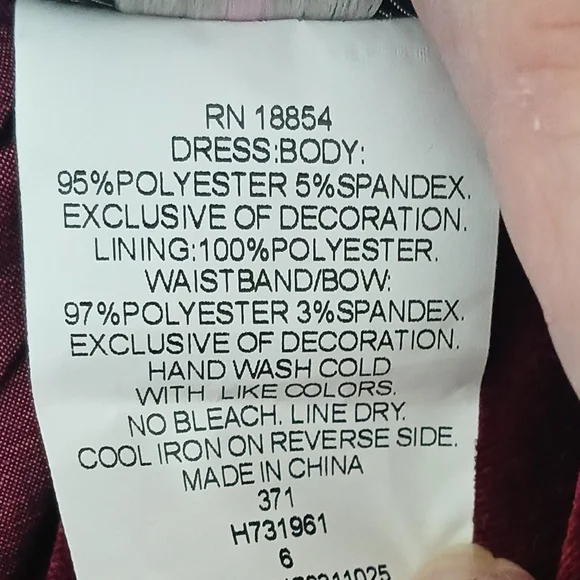 RN 18854
DRESS:BODY:
95%POLYESTER 5%SPANDEX.
EXCLUSIVE OF DECORATION.
LINING:100%POLYESTER.
WAISTBAND/BOW:
97%POLYESTER 3%SPANDEX.
EXCLUSIVE OF DECORATION.
HAND WASH COLD
WITH LIKE COLORS.
NO BLEACH. LINE DRY.
COOL IRON ON REVERSE SIDE.
MADE IN CHINA
371
H731961
6